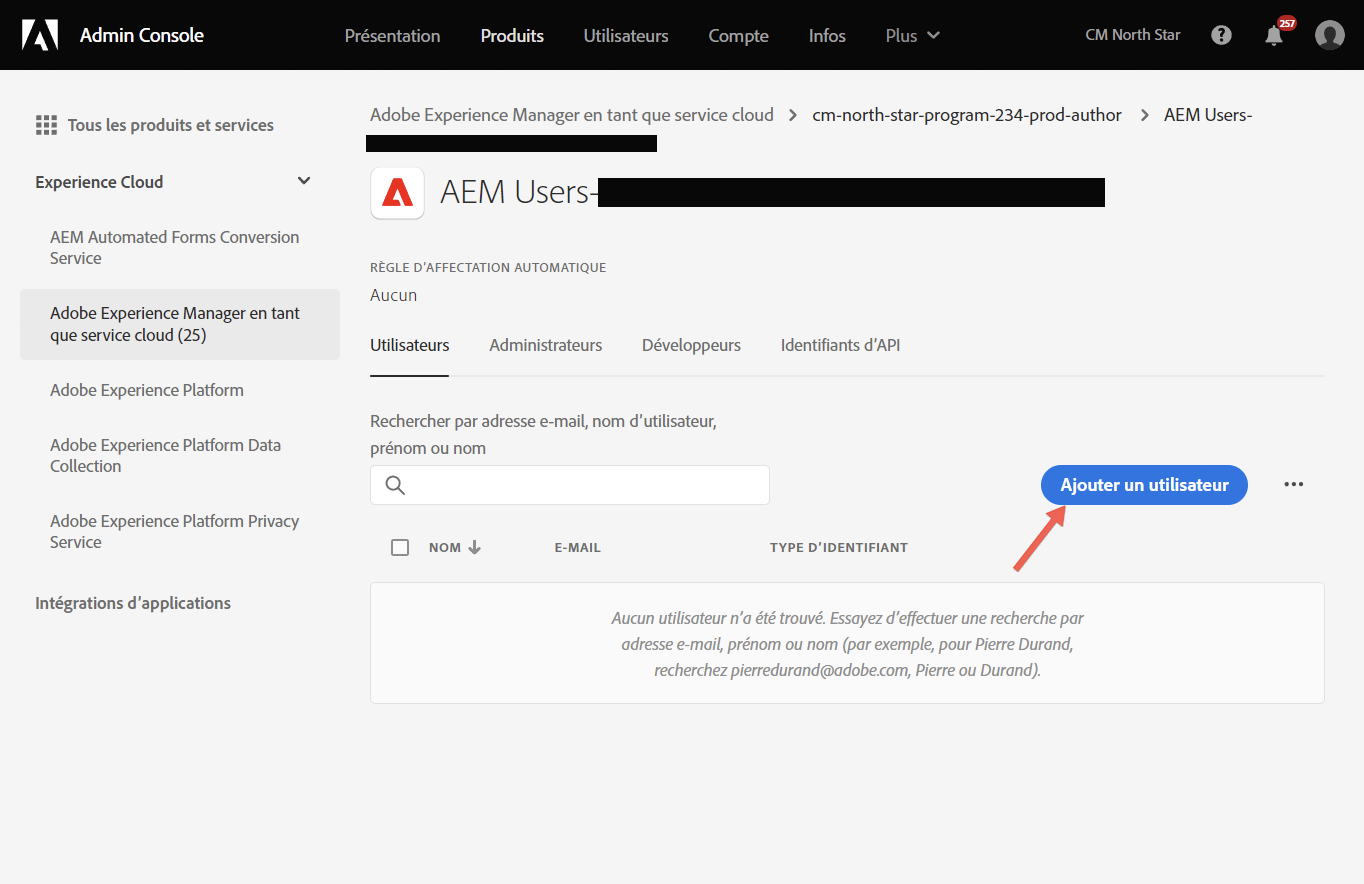 Admin Console
Présentation
Produits
Utilisateurs
Compte
Infos
Plus
CM North Star
257
Tous les produits et services
Experience Cloud
AEM Automated Forms Conversion
Service
Adobe Experience Manager en tant
que service cloud (25)
Adobe Experience Platform
Adobe Experience Platform Data
Collection
Adobe Experience Platform Privacy
Service
Intégrations d’applications
Adobe Experience Manager en tant que service cloud > cm-north-star-program-234-prod-author > AEM Users-
AEM Users-
RÈGLE D’AFFECTATION AUTOMATIQUE
Aucun
Utilisateurs
Administrateurs
Développeurs
Identifiants d’API
Rechercher par adresse e-mail, nom d’utilisateur,
prénom ou nom
Ajouter un utilisateur
NOM
E-MAIL
TYPE D’IDENTIFIANT
Aucun utilisateur n’a été trouvé. Essayez d’effectuer une recherche par
adresse e-mail, prénom ou nom (par exemple, pour Pierre Durand,
recherchez pierredurand@adobe.com, Pierre ou Durand).